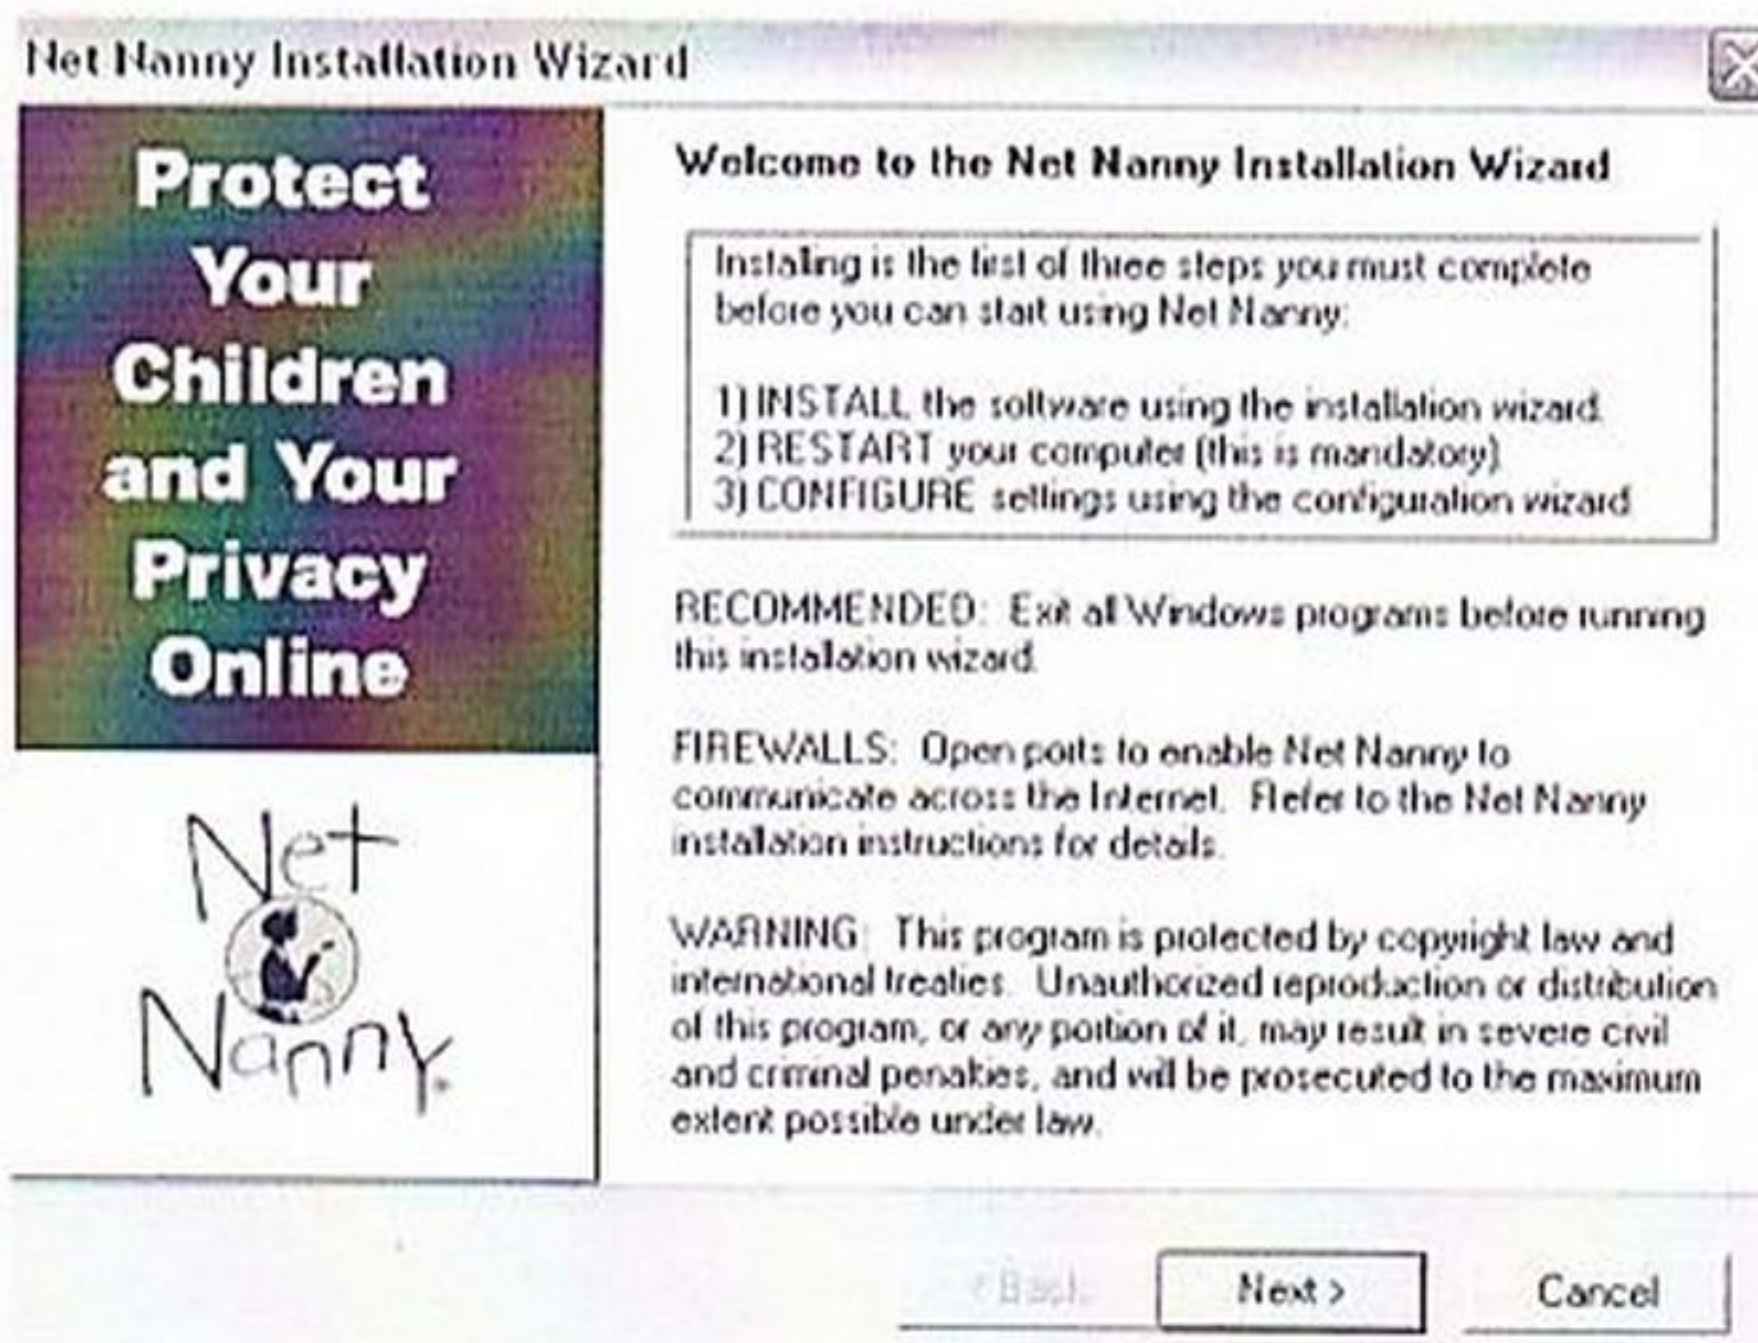 Net Nanny Installation Wizard
Protect
Your
Children
and Your
Privacy
Online
Net
Nanny
Welcome to the Net Nanny Installation Wizard
Installing is the first of three steps you must complete
before you can start using Net Nanny:
1) INSTALL the software using the installation wizard.
2) RESTART your computer (this is mandatory)
3) CONFIGURE settings using the configuration wizard
RECOMMENDED: Exit all Windows programs before running
this installation wizard.
FIREWALLS: Open ports to enable Net Nanny to
communicate across the Internet. Refer to the Net Nanny
installation instructions for details.
WARNING: This program is protected by copyright law and
international treaties. Unauthorized reproduction or distribution
of this program, or any portion of it, may result in severe civil
and criminal penalties, and will be prosecuted to the maximum
extent possible under law.
< Back
Next >
Cancel